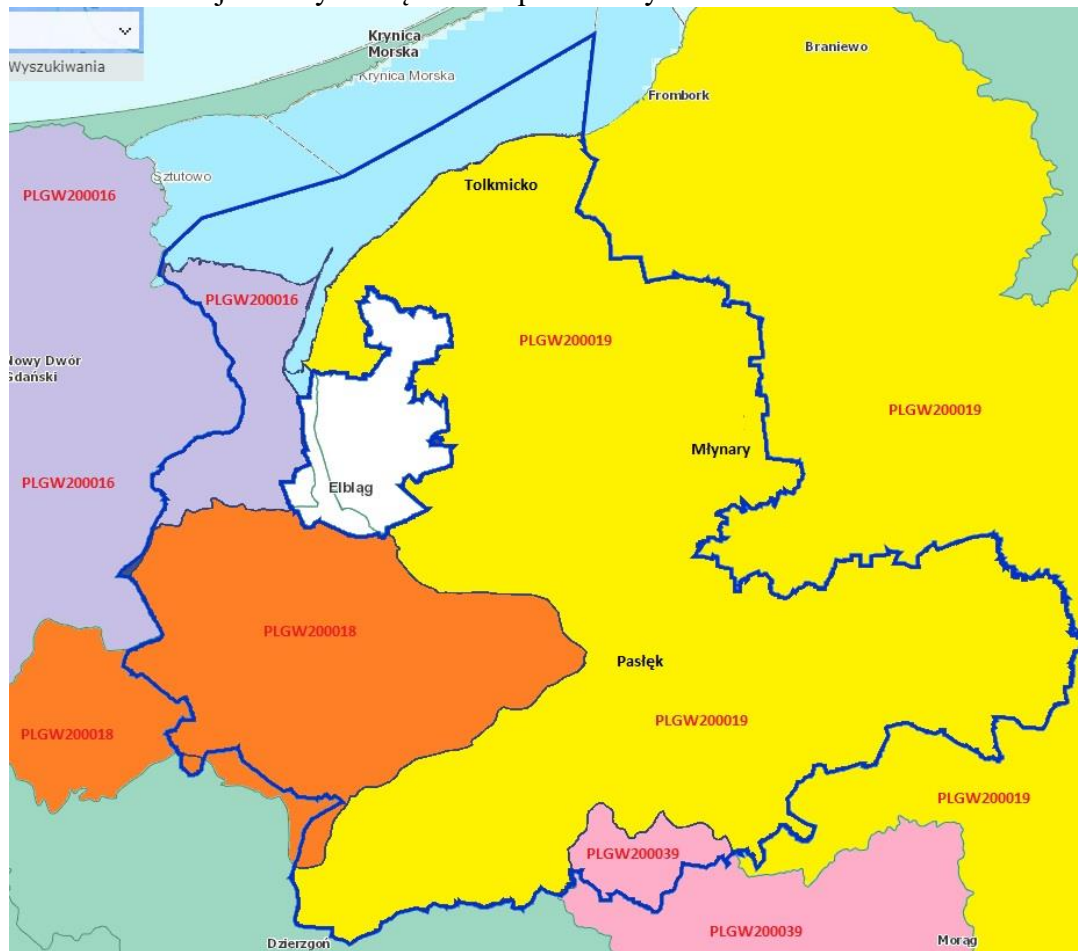 Wyszukiwania
Krynica
Morska
Krynica Morska
Braniewo
Frombork
Sztutowo
Tolkmicko
PLGW200016
PLGW200016
PLGW200019
Nowy Dwór
Gdański
PLGW200019
Młynary
PLGW200016
Elbląg
PLGW200018
Pasłęk
PLGW200019
PLGW200018
PLGW200019
PLGW200039
PLGW200039
Dzierzgoń
Morąg